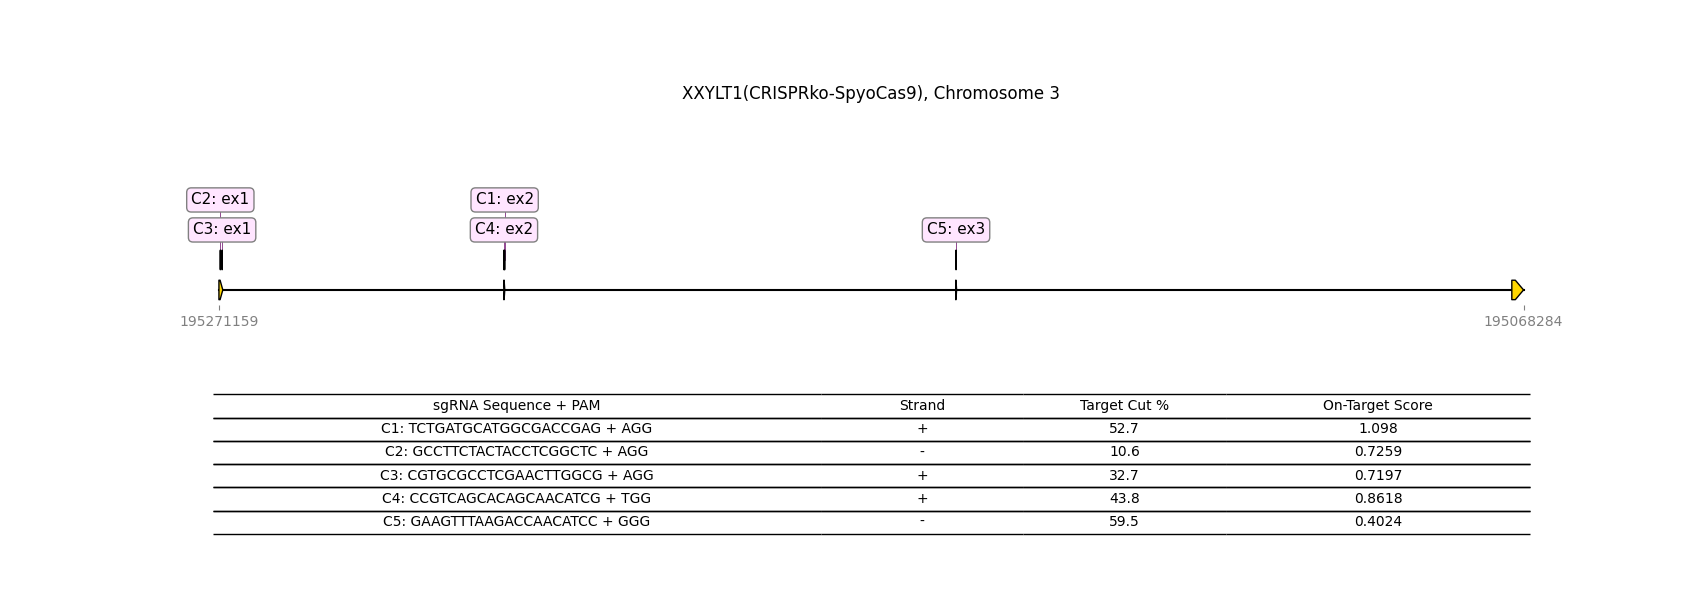 XXYLT1(CRISPRko-SpyoCas9), Chromosome 3
C2: ex1 C1: ex2
C3: ex1 C4: ex2 C5: ex3
195271159 195068284
sgRNA Sequence + PAM Strand Target Cut % On-Target Score
C1: TCTGATGCATGGCGACCGAG + AGG + 52.7 1.098
C2: GCCTTCTACTACCTCGGCTC + AGG - 10.6 0.7259
C3: CGTGCGCCTCGAACTTGGCG + AGG + 32.7 0.7197
C4: CCGTCAGCACAGCAACATCG + TGG + 43.8 0.8618
C5: GAAGTTTAAGACCAACATCC + GGG - 59.5 0.4024